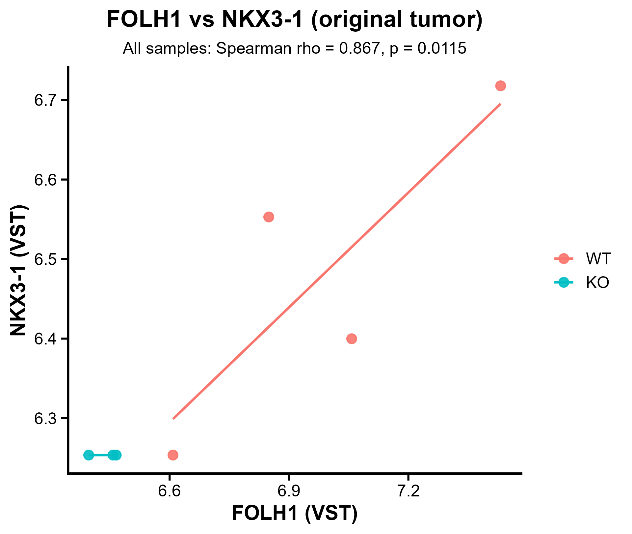 FOLH1 vs NKX3-1 (original tumor)
All samples: Spearman rho = 0.867, p = 0.0115
NKX3-1 (VST)
6.7
6.6
6.5
6.4
6.3
6.6 6.9 7.2
FOLH1 (VST)
WT
KO